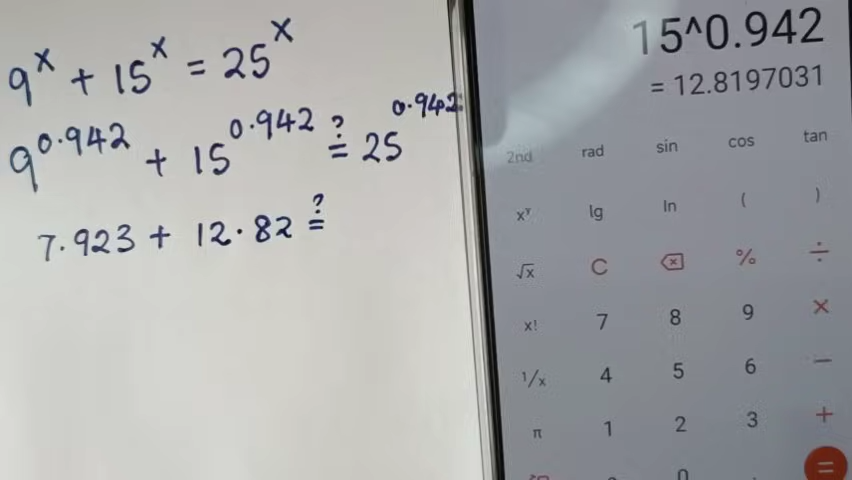 9^x + 15^x = 25^x
9^0.942 + 15^0.942 ?= 25^0.942
7.923 + 12.82 ?=
15^0.942
= 12.8197031
2nd rad sin cos tan
x^y lg ln ( )
√x C % ÷
x! 7 8 9 ×
1/x 4 5 6 −
π 1 2 3 +
0 =